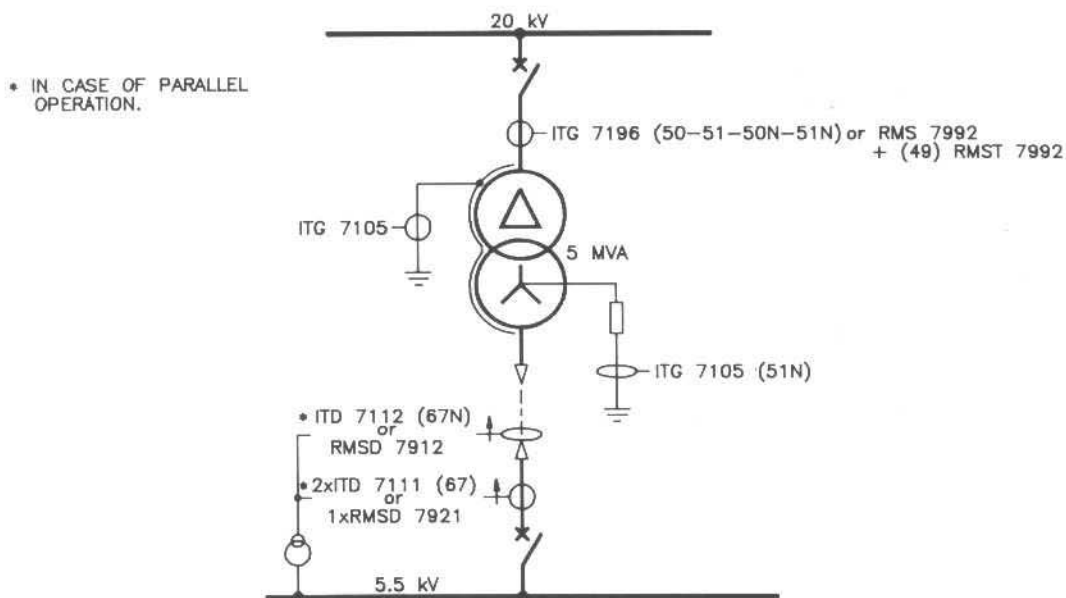 20 kV
* IN CASE OF PARALLEL
OPERATION.
ITG 7196 (50-51-50N-51N) or RMS 7992
+ (49) RMST 7992
ITG 7105
5 MVA
ITG 7105 (51N)
* ITD 7112 (67N)
or
RMSD 7912
* 2xITD 7111 (67)
or
1xRMSD 7921
5.5 kV